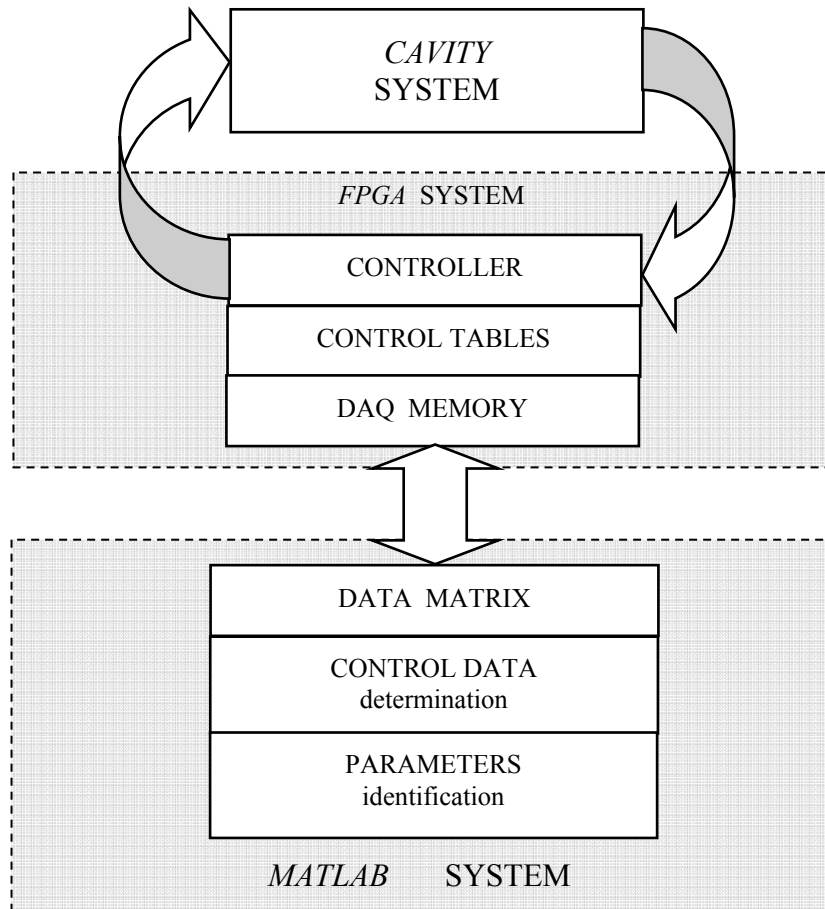 CAVITY
SYSTEM
FPGA SYSTEM
CONTROLLER
CONTROL TABLES
DAQ MEMORY
DATA MATRIX
CONTROL DATA
determination
PARAMETERS
identification
MATLAB SYSTEM